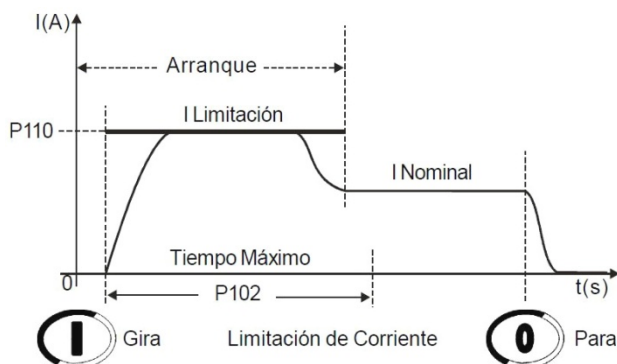 I(A)
Arranque
I Limitación
P110
I Nominal
Tiempo Máximo
0
t(s)
P102
I Gira
Limitación de Corriente
0 Para